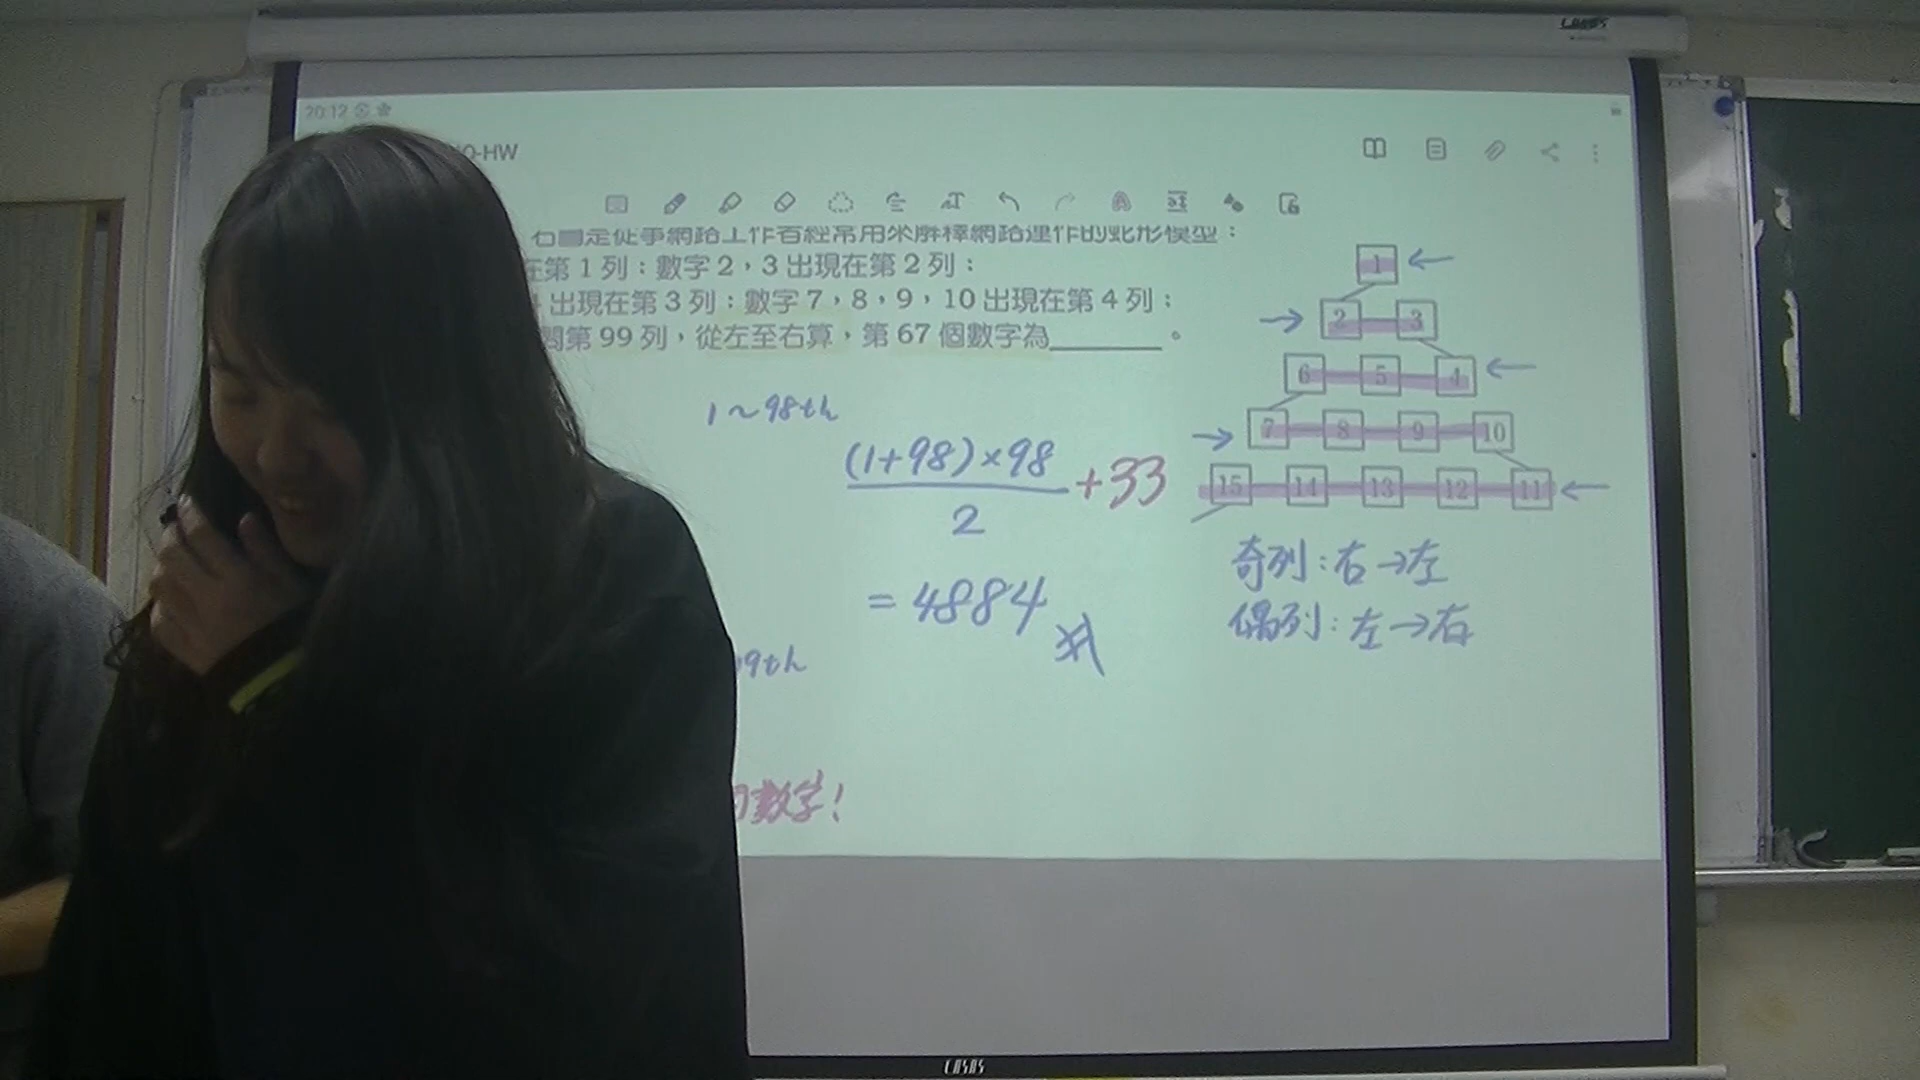 20:12
0-HW
右圖是從事網路工作者經常用來解釋網路運作的蛇形模型：
在第 1 列；數字 2，3 出現在第 2 列；
出現在第 3 列；數字 7，8，9，10 出現在第 4 列；
問第 99 列，從左至右算，第 67 個數字為______。
1
2 3
6 5 4
7 8 9 10
15 14 13 12 11
1～98th
(1+98)×98
2
+33
= 4884
奇列：右→左
偶列：左→右
9th
數字！